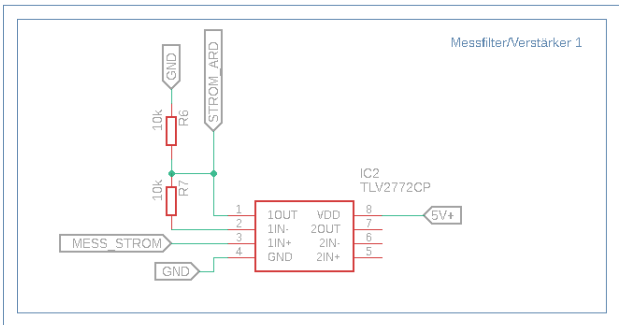 Messfilter/Verstärker 1
GND
STROM_ARD
10k
R6
10k
R7
IC2
TLV2772CP
1
1OUT
VDD
8
5V+
2
1IN-
2OUT
7
MESS_STROM
3
1IN+
2IN-
6
GND
4
GND
2IN+
5